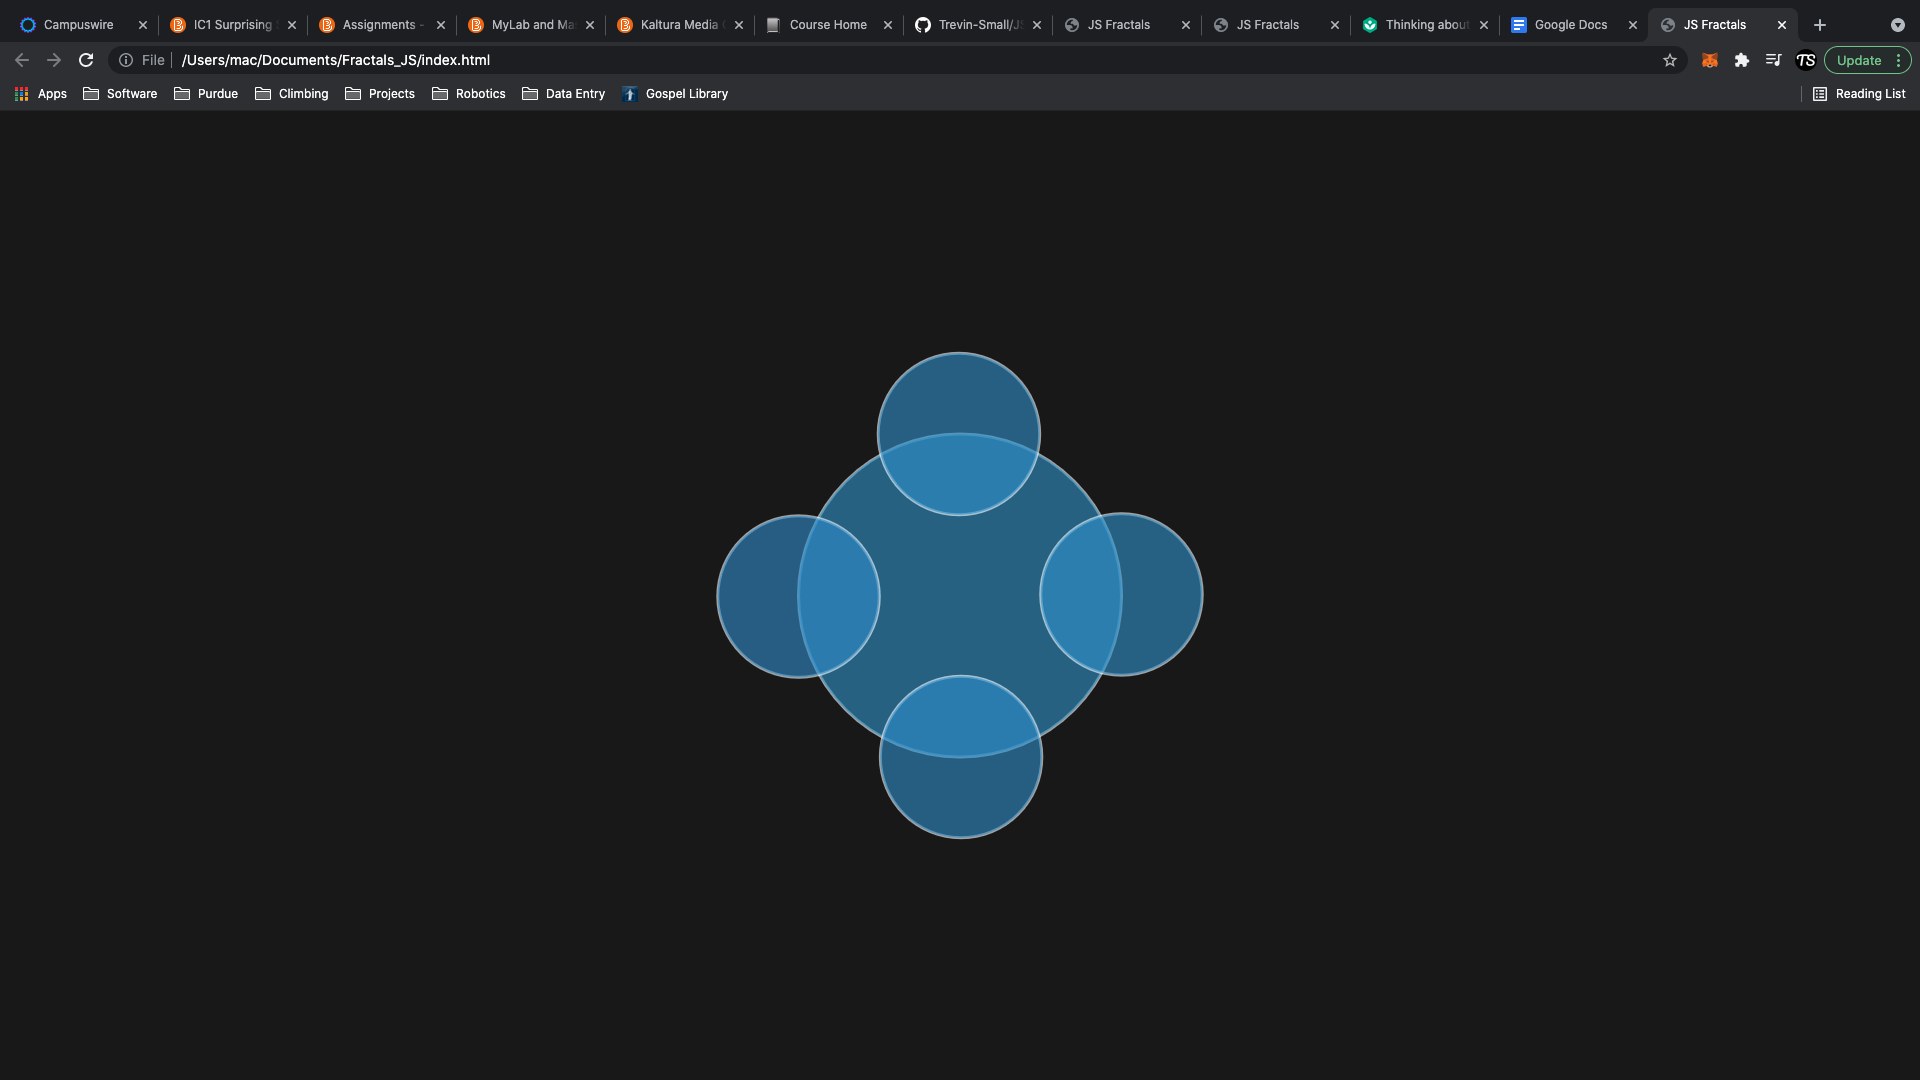 Campuswire IC1 Surprising Assignments - MyLab and Ma Kaltura Media Course Home Trevin-Small/JS JS Fractals JS Fractals Thinking about Google Docs JS Fractals
File /Users/mac/Documents/Fractals_JS/index.html TS Update
Apps Software Purdue Climbing Projects Robotics Data Entry Gospel Library Reading List